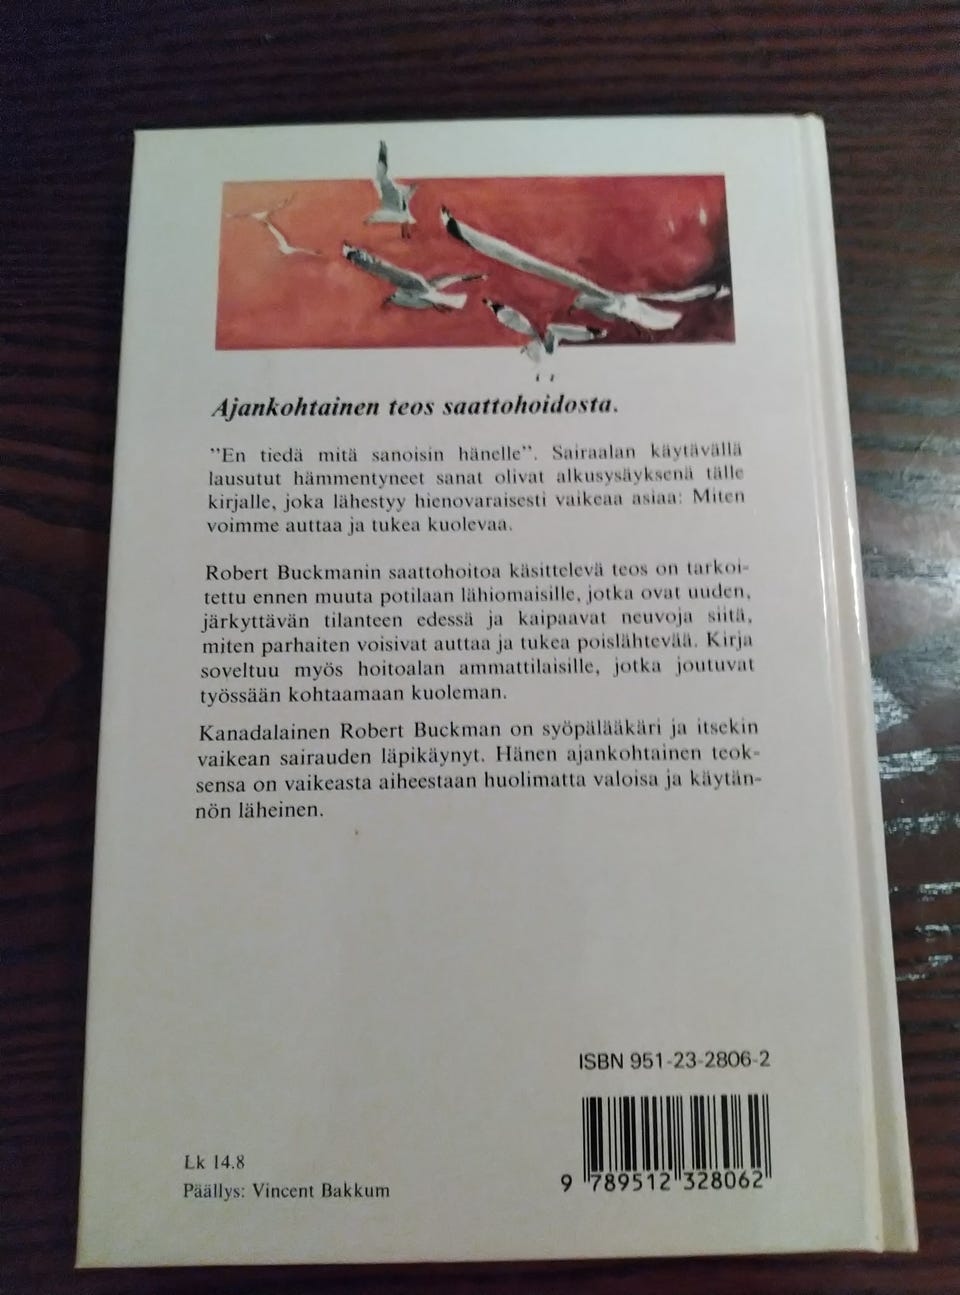 Ajankohtainen teos saattohoidosta.
”En tiedä mitä sanoisin hänelle”. Sairaalan käytävällä
lausutut hämmentyneet sanat olivat alkusysäyksenä tälle
kirjalle, joka lähestyy hienovaraisesti vaikeaa asiaa: Miten
voimme auttaa ja tukea kuolevaa.
Robert Buckmanin saattohoitoa käsittelevä teos on tarkoi-
tettu ennen muuta potilaan lähiomaisille, jotka ovat uuden,
järkyttävän tilanteen edessä ja kaipaavat neuvoja siitä,
miten parhaiten voisivat auttaa ja tukea poislähtevää. Kirja
soveltuu myös hoitoalan ammattilaisille, jotka joutuvat
työssään kohtaamaan kuoleman.
Kanadalainen Robert Buckman on syöpälääkäri ja itsekin
vaikean sairauden läpikäynyt. Hänen ajankohtainen teok-
sensa on vaikeasta aiheestaan huolimatta valoisa ja käytän-
nön läheinen.
ISBN 951-23-2806-2
9 789512 328062
Lk 14.8
Päällys: Vincent Bakkum